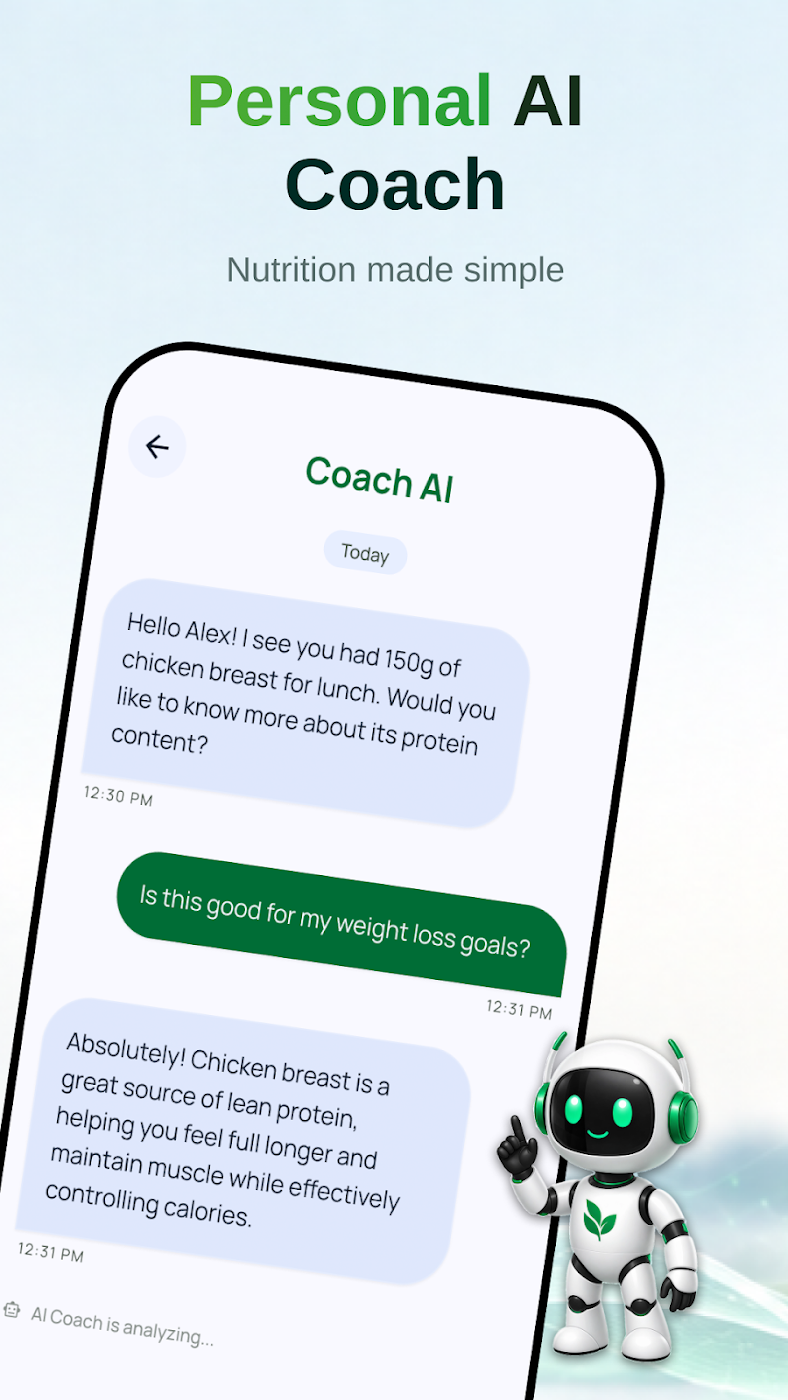 Personal AI
Coach
Nutrition made simple
Coach AI
Today
Hello Alex! I see you had 150g of
chicken breast for lunch. Would you
like to know more about its protein
content?
12:30 PM
Is this good for my weight loss goals?
12:31 PM
Absolutely! Chicken breast is a
great source of lean protein,
helping you feel full longer and
maintain muscle while effectively
controlling calories.
12:31 PM
AI Coach is analyzing...